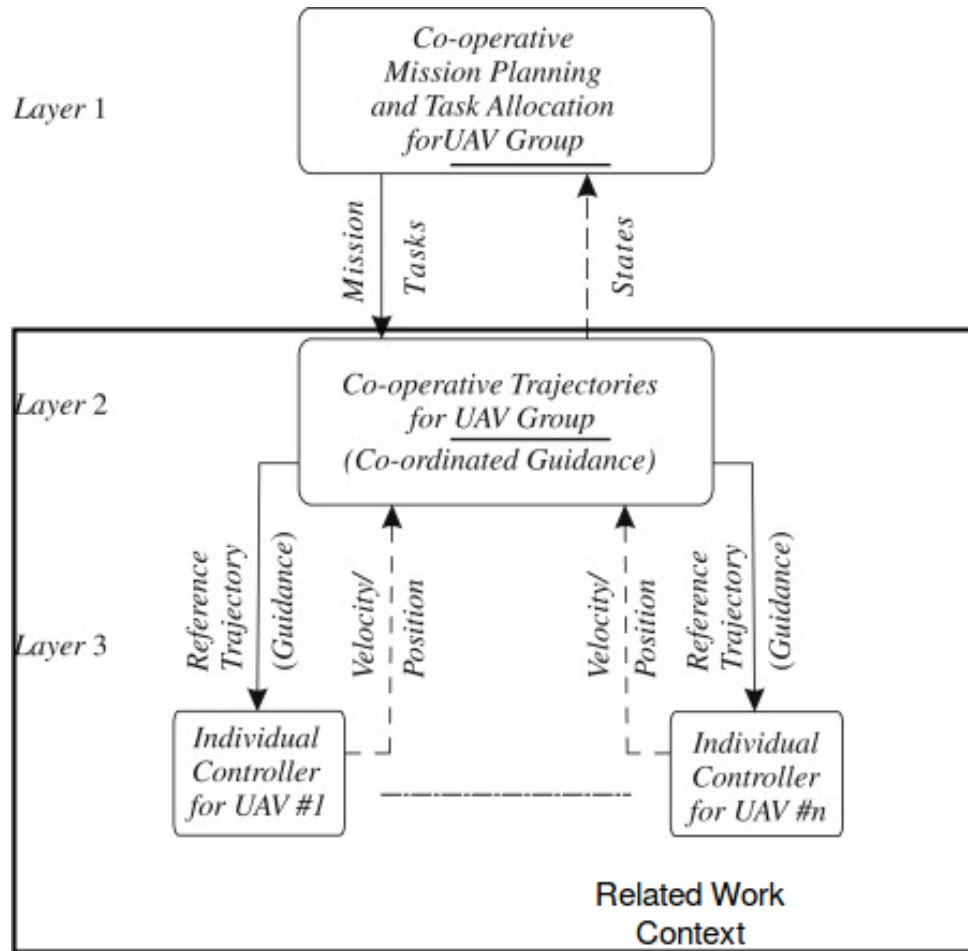 Co-operative
Mission Planning
and Task Allocation
forUAV Group
Layer 1
Mission
Tasks
States
Layer 2
Co-operative Trajectories
for UAV Group
(Co-ordinated Guidance)
Layer 3
Reference
Trajectory
(Guidance)
Velocity/
Position
Velocity/
Position
Reference
Trajectory
(Guidance)
Individual
Controller
for UAV #1
Individual
Controller
for UAV #n
Related Work
Context